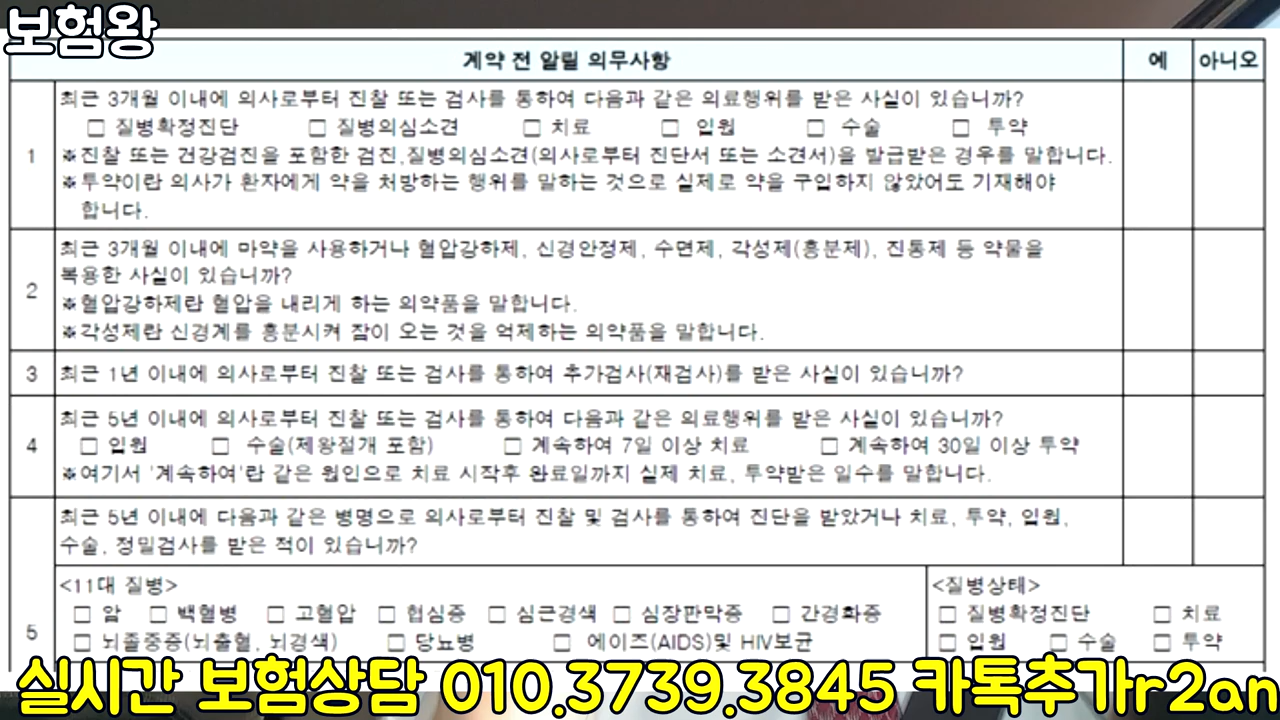 보험왕
계약 전 알릴 의무사항 예 아니오
1
최근 3개월 이내에 의사로부터 진찰 또는 검사를 통하여 다음과 같은 의료행위를 받은 사실이 있습니까?
□ 질병확정진단 □ 질병의심소견 □ 치료 □ 입원 □ 수술 □ 투약
※진찰 또는 건강검진을 포함한 검진,질병의심소견(의사로부터 진단서 또는 소견서)을 발급받은 경우를 말합니다.
※투약이란 의사가 환자에게 약을 처방하는 행위를 말하는 것으로 실제로 약을 구입하지 않았어도 기재해야
합니다.
2
최근 3개월 이내에 마약을 사용하거나 혈압강하제, 신경안정제, 수면제, 각성제(흥분제), 진통제 등 약물을
복용한 사실이 있습니까?
※혈압강하제란 혈압을 내리게 하는 의약품을 말합니다.
※각성제란 신경계를 흥분시켜 잠이 오는 것을 억제하는 의약품을 말합니다.
3 최근 1년 이내에 의사로부터 진찰 또는 검사를 통하여 추가검사(재검사)를 받은 사실이 있습니까?
4
최근 5년 이내에 의사로부터 진찰 또는 검사를 통하여 다음과 같은 의료행위를 받은 사실이 있습니까?
□ 입원 □ 수술(제왕절개 포함) □ 계속하여 7일 이상 치료 □ 계속하여 30일 이상 투약
※여기서 '계속하여'란 같은 원인으로 치료 시작후 완료일까지 실제 치료, 투약받은 일수를 말합니다.
5
최근 5년 이내에 다음과 같은 병명으로 의사로부터 진찰 및 검사를 통하여 진단을 받았거나 치료, 투약, 입원,
수술, 정밀검사를 받은 적이 있습니까?
<11대 질병>
□ 암 □ 백혈병 □ 고혈압 □ 협심증 □ 심근경색 □ 심장판막증 □ 간경화증
□ 뇌졸중증(뇌출혈, 뇌경색) □ 당뇨병 □ 에이즈(AIDS)및 HIV보균
<질병상태>
□ 질병확정진단 □ 치료
□ 입원 □ 수술 □ 투약
실시간 보험상담 010.3739.3845 카톡추가r2an